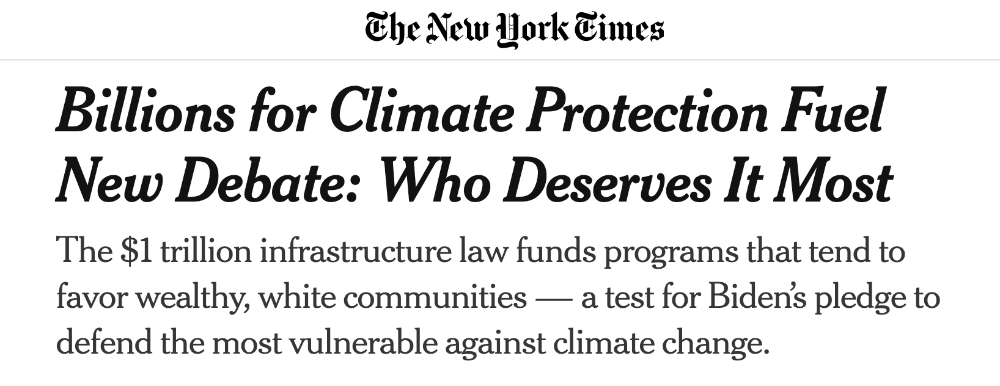 The New York Times
Billions for Climate Protection Fuel
New Debate: Who Deserves It Most
The $1 trillion infrastructure law funds programs that tend to
favor wealthy, white communities — a test for Biden’s pledge to
defend the most vulnerable against climate change.